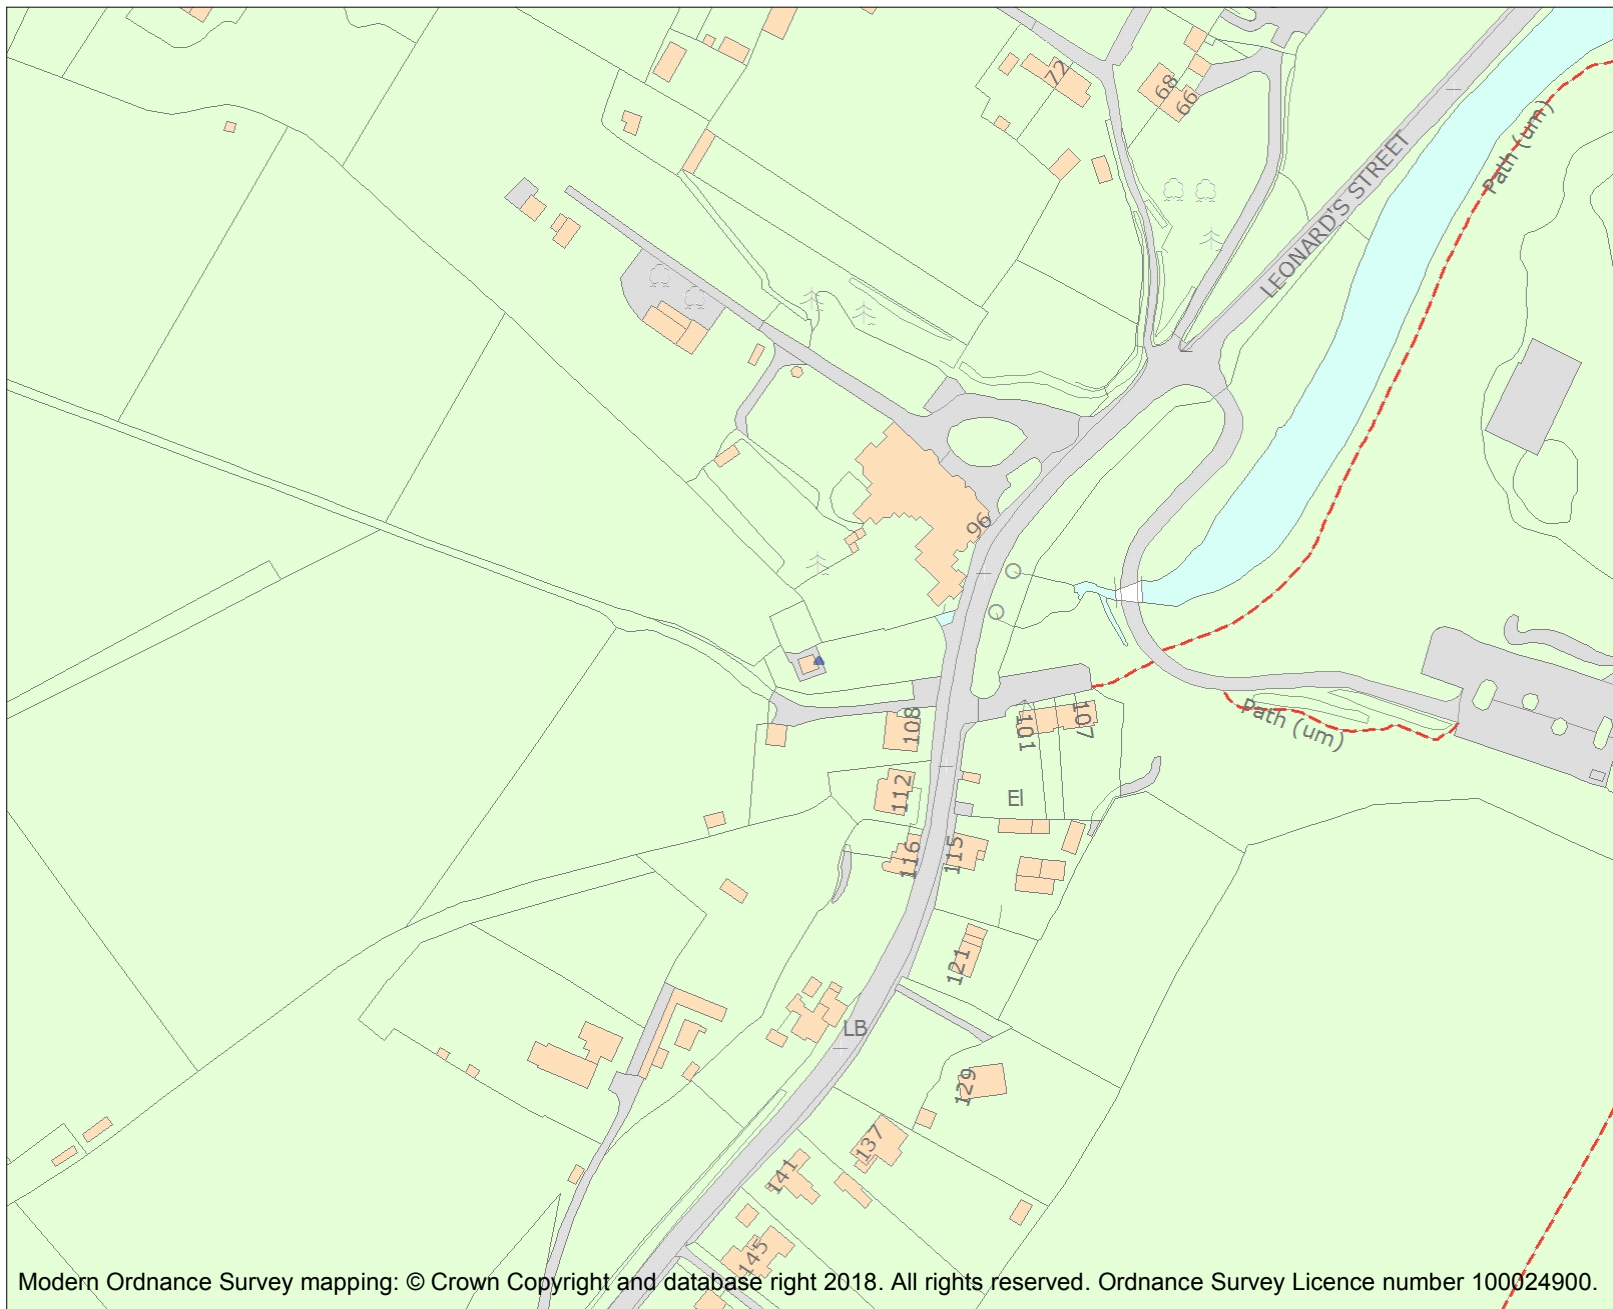 72
68
66
LEONARD'S STREET
Path (um)
96
108
101
107
Path (um)
112
El
116
115
121
LB
129
137
141
145
Modern Ordnance Survey mapping: © Crown Copyright and database right 2018. All rights reserved. Ordnance Survey Licence number 100024900.